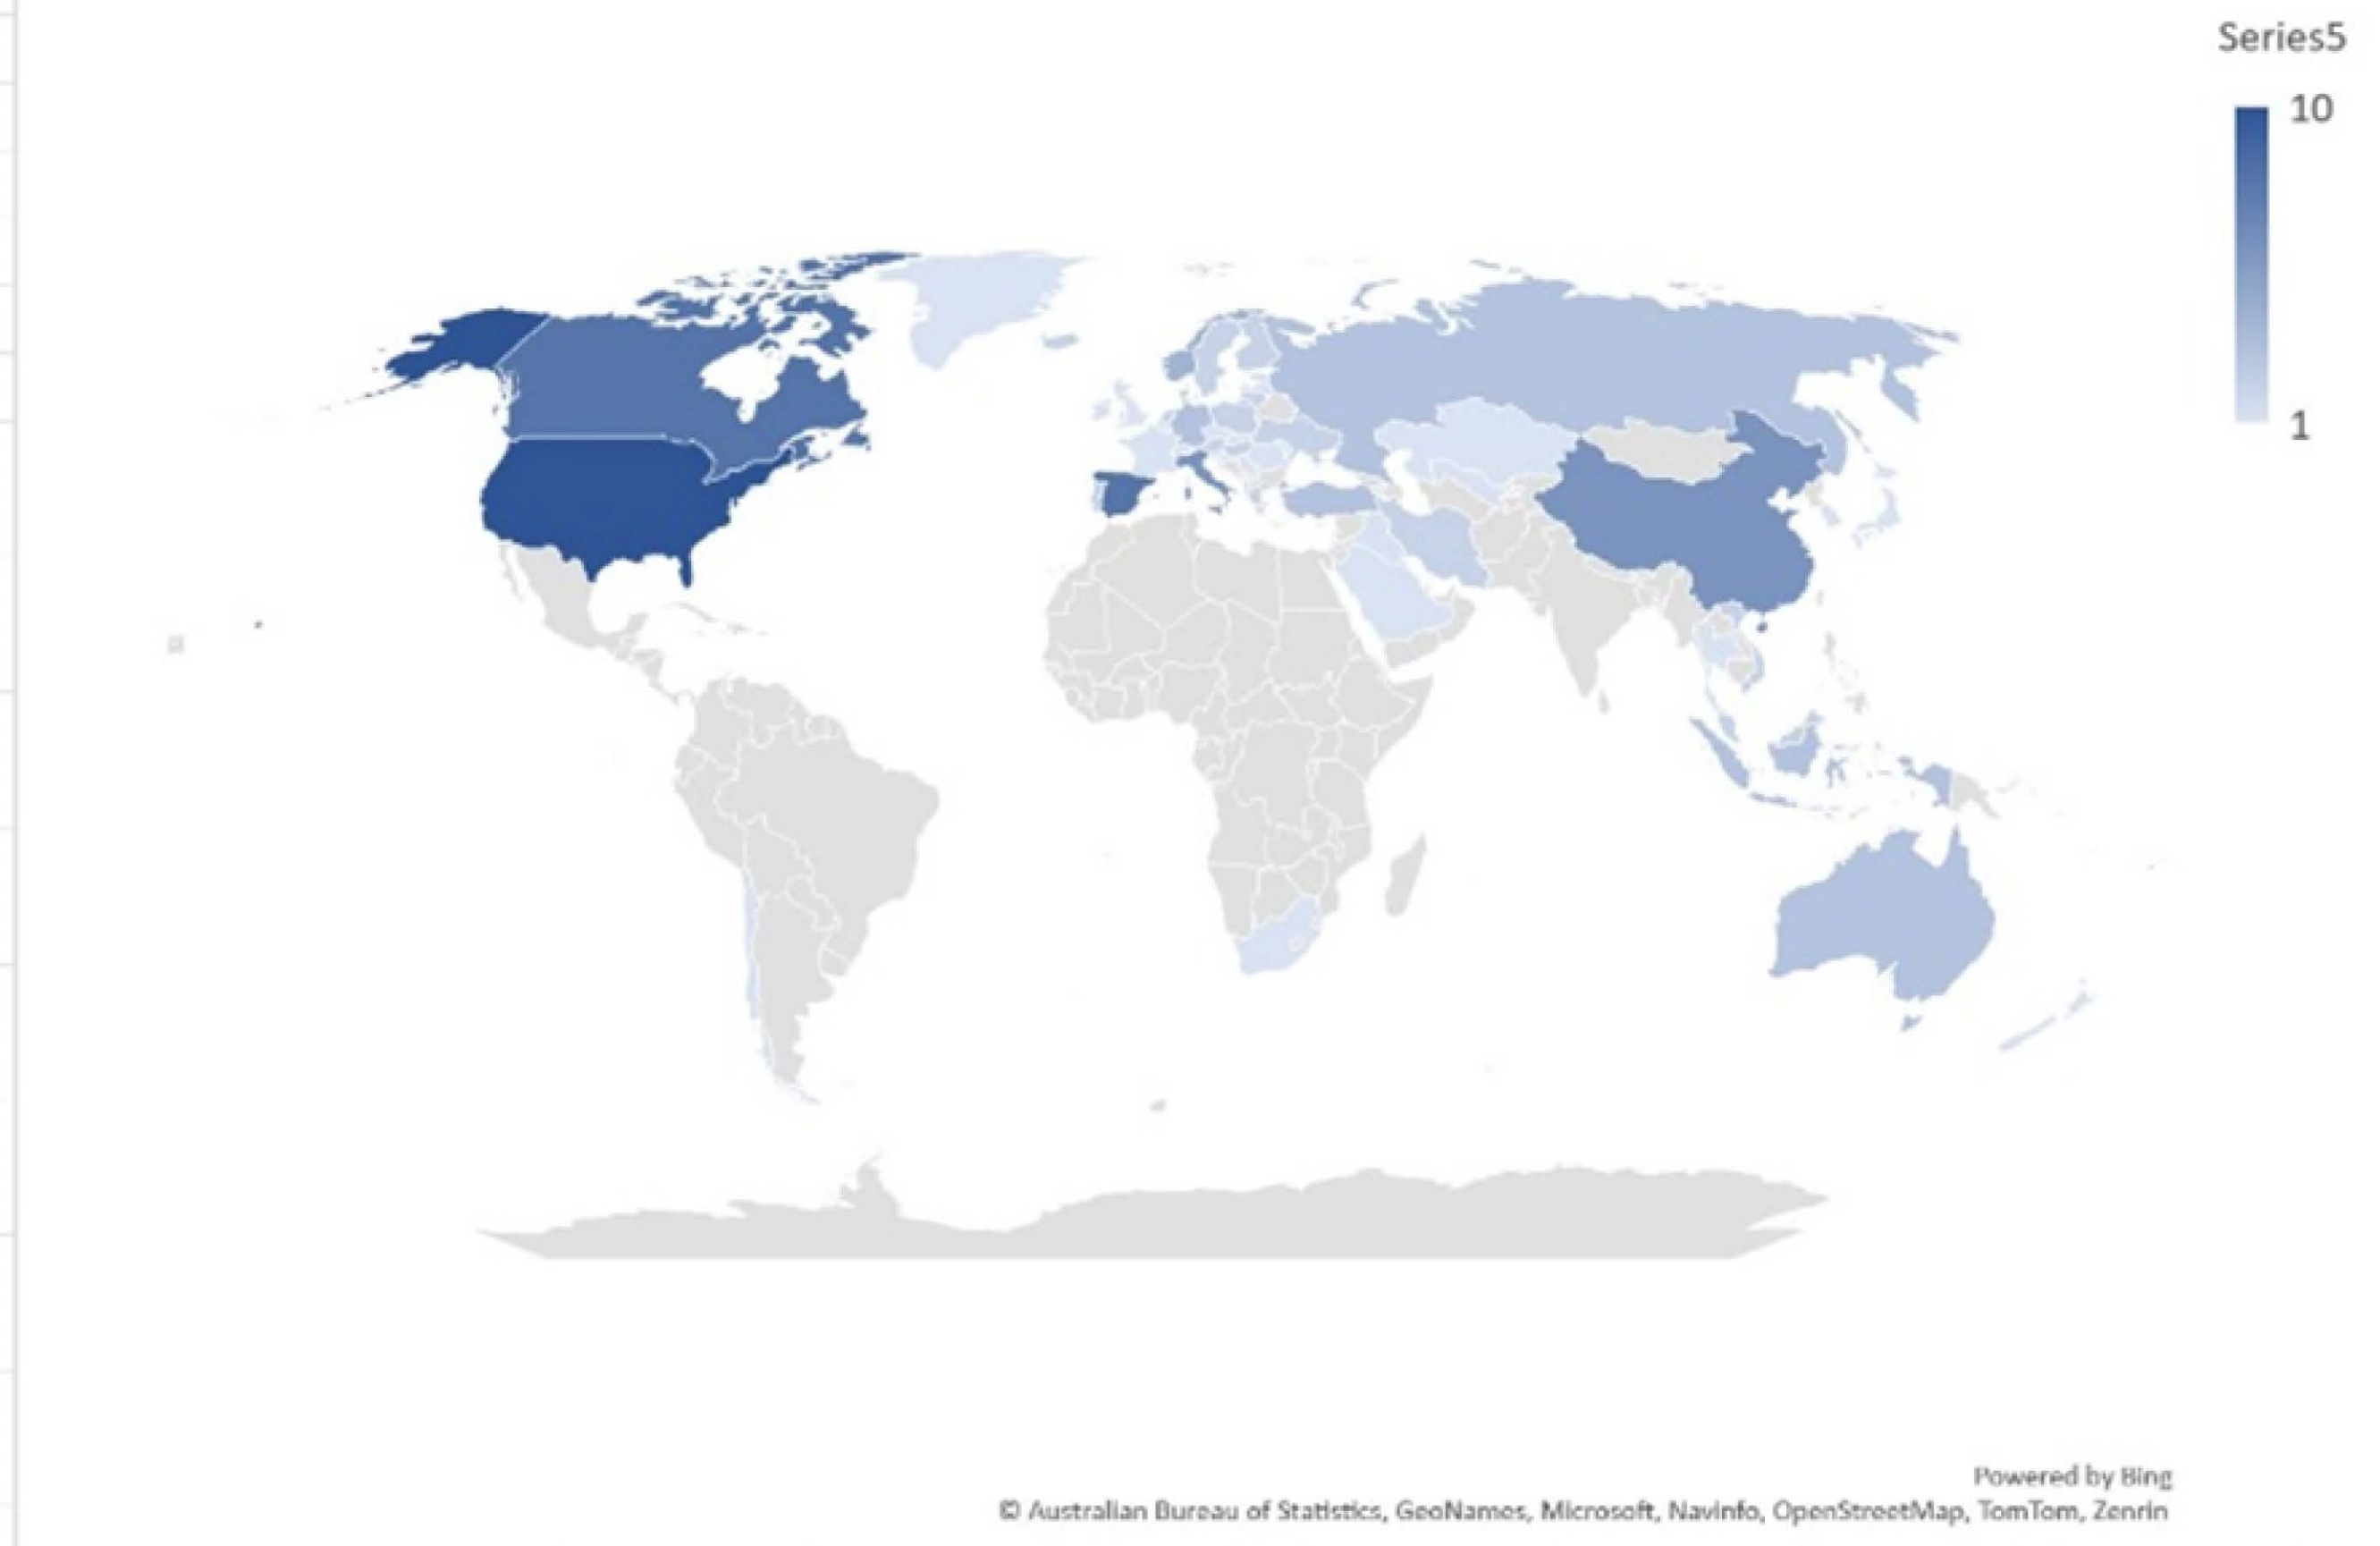 Series5
10
1
Powered by Bing
© Australian Bureau of Statistics, GeoNames, Microsoft, Navinfo, OpenStreetMap, TomTom, Zenrin